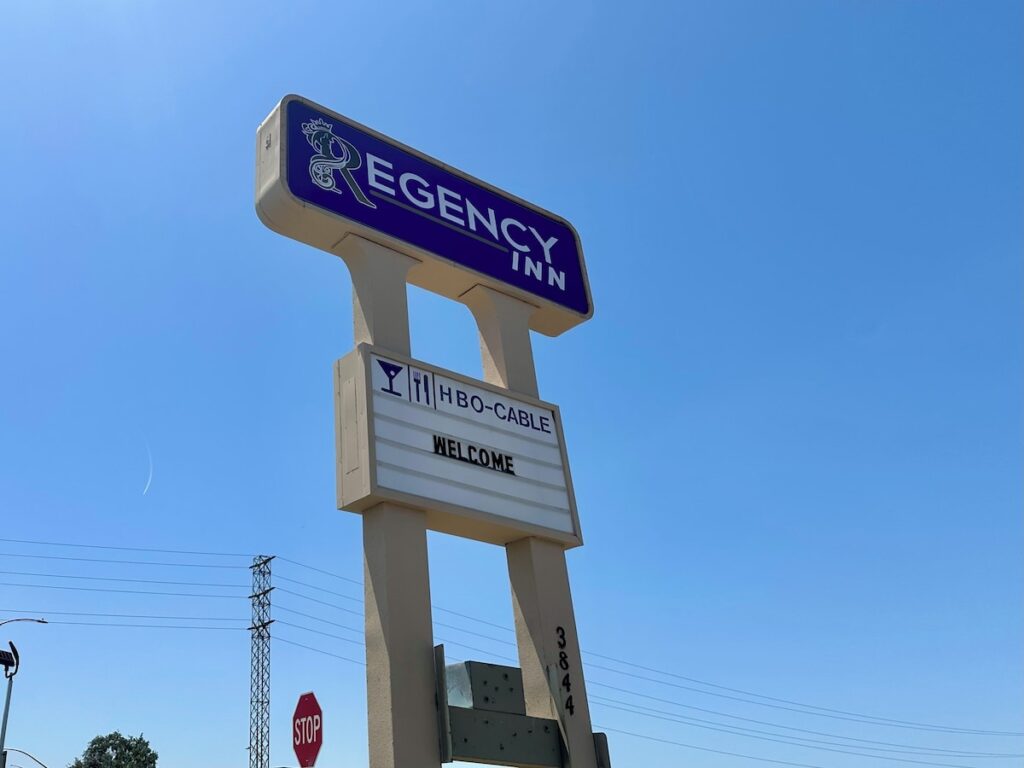 REGENCY
INN
HBO-CABLE
WELCOME
3844
STOP